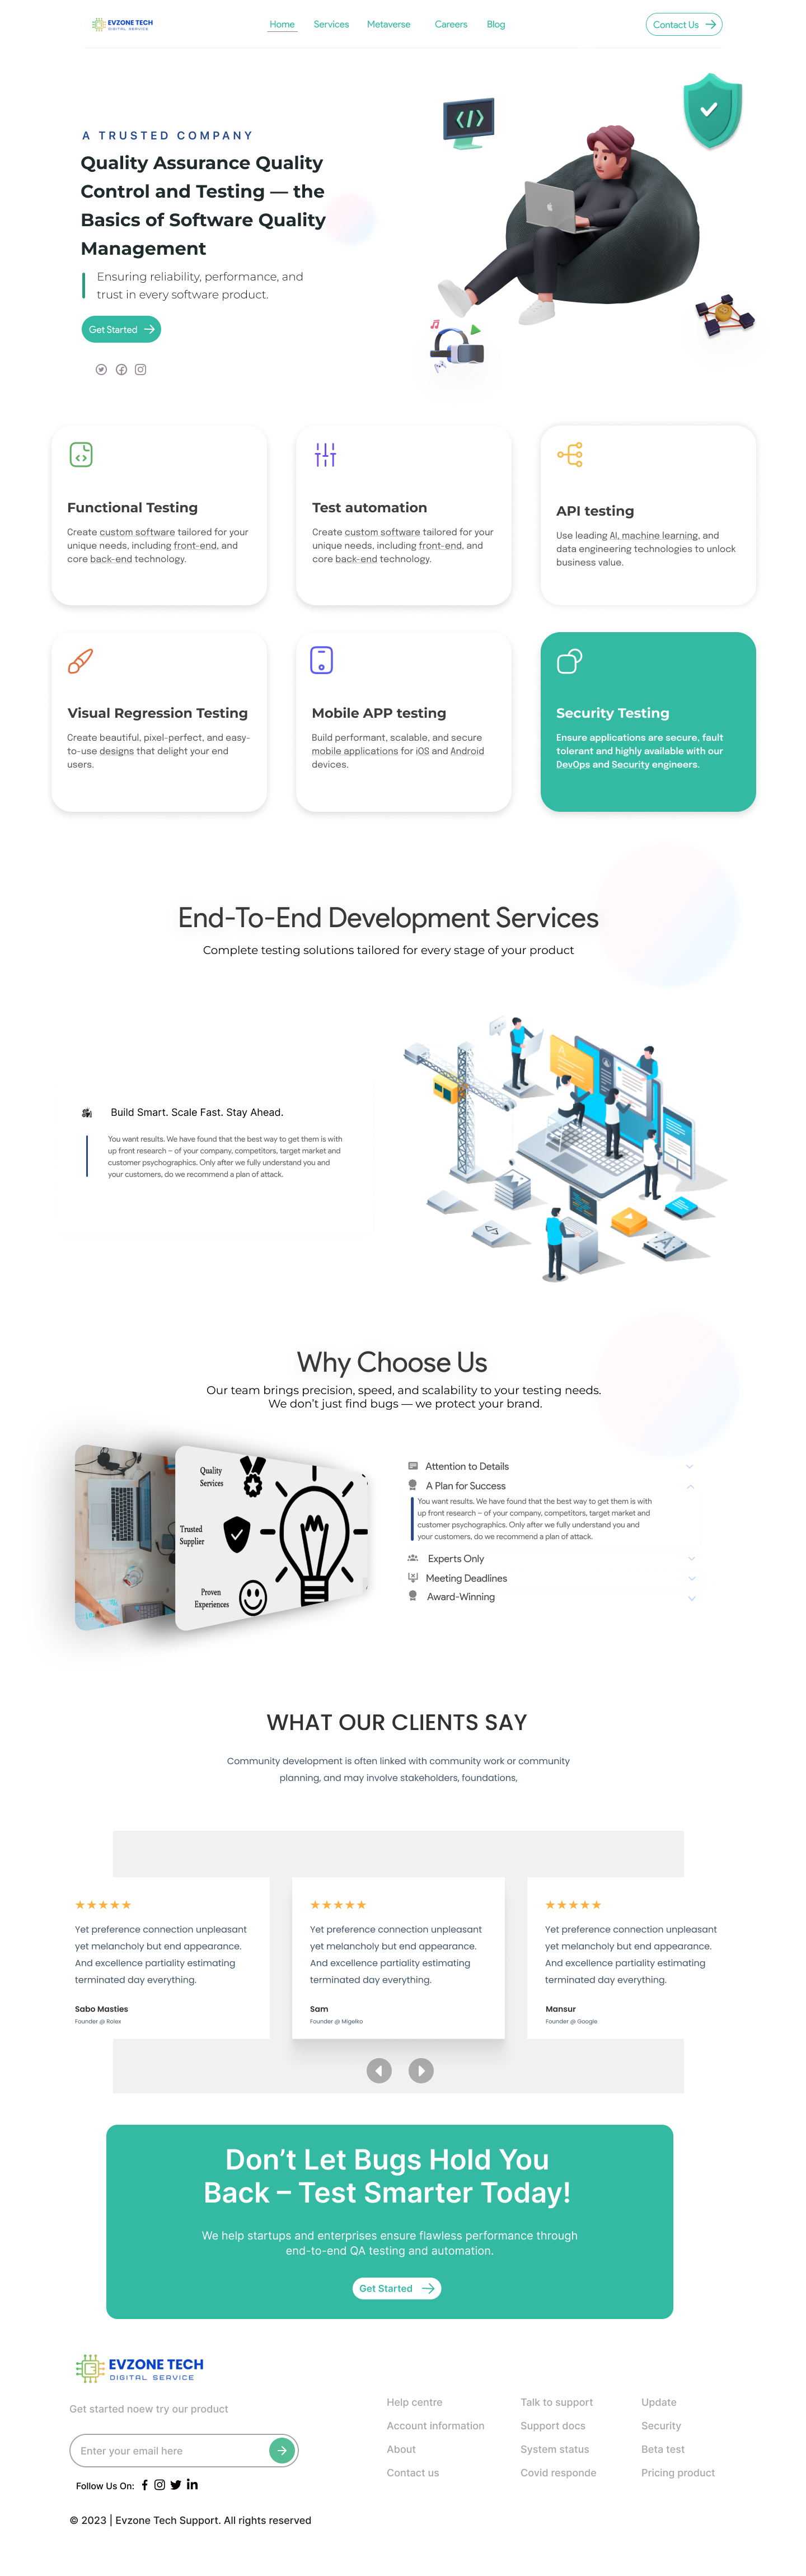 EVZONE TECH
DIGITAL SERVICE
Home Services Metaverse Careers Blog
Contact Us
A TRUSTED COMPANY
Quality Assurance Quality
Control and Testing — the
Basics of Software Quality
Management
Ensuring reliability, performance, and
trust in every software product.
Get Started
Functional Testing
Create custom software tailored for your
unique needs, including front-end, and
core back-end technology.
Test automation
Create custom software tailored for your
unique needs, including front-end, and
core back-end technology.
API testing
Use leading AI, machine learning, and
data engineering technologies to unlock
business value.
Visual Regression Testing
Create beautiful, pixel-perfect, and easy-
to-use designs that delight your end
users.
Mobile APP testing
Build performant, scalable, and secure
mobile applications for iOS and Android
devices.
Security Testing
Ensure applications are secure, fault
tolerant and highly available with our
DevOps and Security engineers.
End-To-End Development Services
Complete testing solutions tailored for every stage of your product
Build Smart. Scale Fast. Stay Ahead.
You want results. We have found that the best way to get them is with
up front research – of your company, competitors, target market and
customer psychographics. Only after we fully understand you and
your customers, do we recommend a plan of attack.
A
A
Why Choose Us
Our team brings precision, speed, and scalability to your testing needs.
We don't just find bugs — we protect your brand.
Quality
Services
Trusted
Supplier
Proven
Experiences
Attention to Details
A Plan for Success
You want results. We have found that the best way to get them is with
up front research – of your company, competitors, target market and
customer psychographics. Only after we fully understand you and
your customers, do we recommend a plan of attack.
Experts Only
Meeting Deadlines
Award-Winning
WHAT OUR CLIENTS SAY
Community development is often linked with community work or community
planning, and may involve stakeholders, foundations,
Yet preference connection unpleasant
yet melancholy but end appearance.
And excellence partiality estimating
terminated day everything.
Sabo Masties
Founder @ Rolex
Yet preference connection unpleasant
yet melancholy but end appearance.
And excellence partiality estimating
terminated day everything.
Sam
Founder @ Migelko
Yet preference connection unpleasant
yet melancholy but end appearance.
And excellence partiality estimating
terminated day everything.
Mansur
Founder @ Google
Don't Let Bugs Hold You
Back – Test Smarter Today!
We help startups and enterprises ensure flawless performance through
end-to-end QA testing and automation.
Get Started
EVZONE TECH
DIGITAL SERVICE
Get started noew try our product
Enter your email here
Follow Us On:
Help centre
Account information
About
Contact us
Talk to support
Support docs
System status
Covid responde
Update
Security
Beta test
Pricing product
© 2023 | Evzone Tech Support. All rights reserved